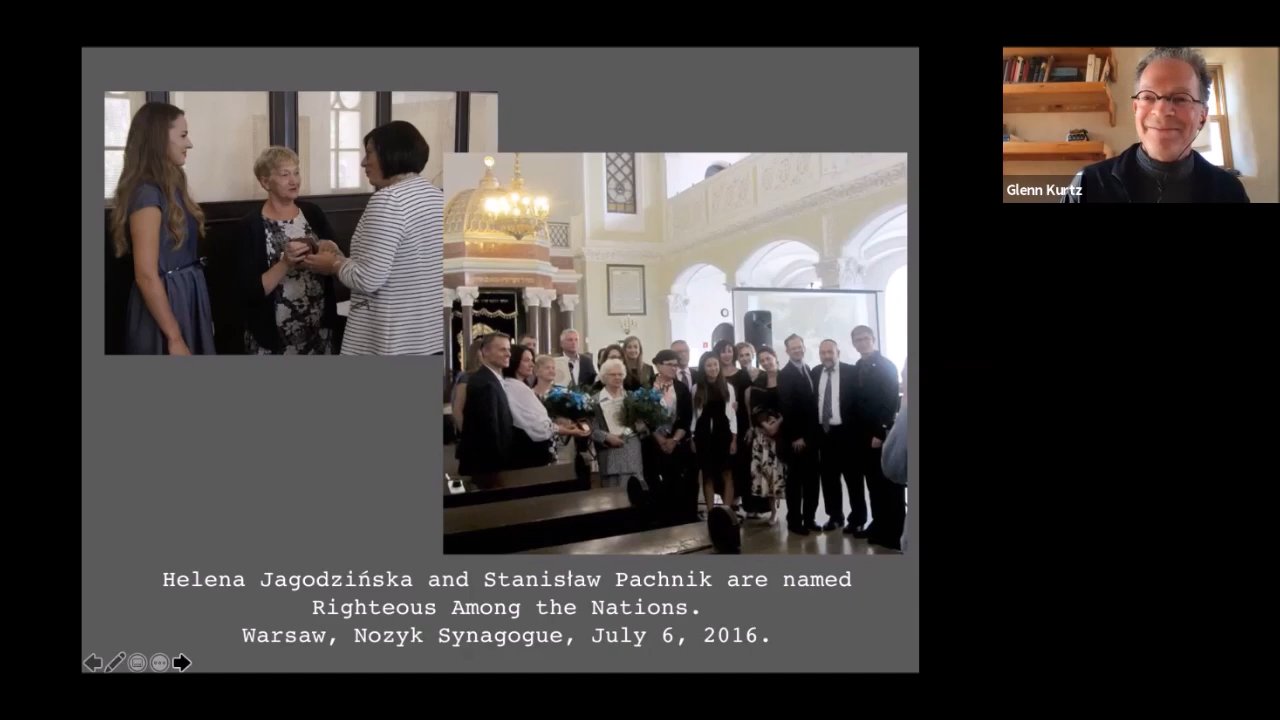 Glenn Kurtz
Helena Jagodzińska and Stanisław Pachnik are named
Righteous Among the Nations.
Warsaw, Nozyk Synagogue, July 6, 2016.